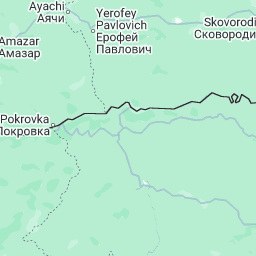 Ayachi
Аячи
Yerofey
Pavlovich
Ерофей
Павлович
Skovorodi
Сковороди
Amazar
Амазар
Pokrovka
Покровка